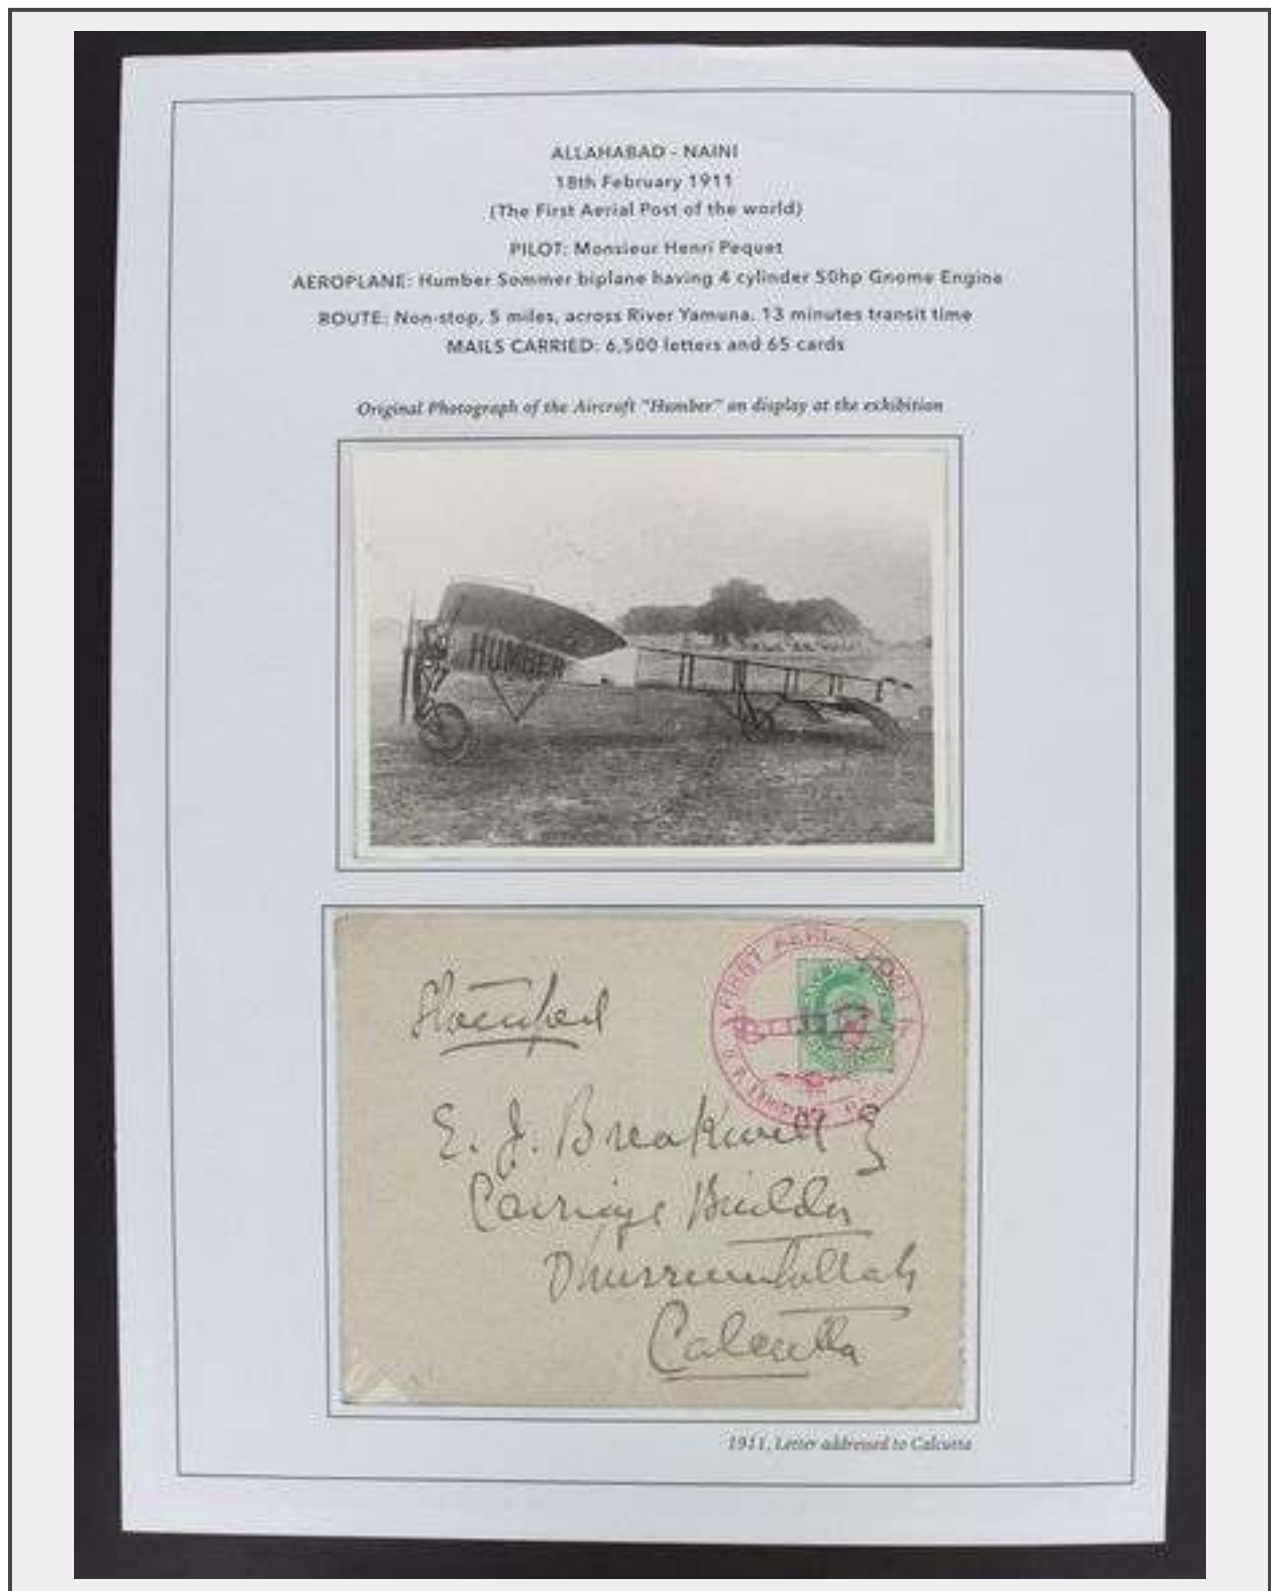 ALLAHABAD - NAINI
18th February 1911
(The First Aerial Post of the world)
PILOT: Monsieur Henri Pequet
AEROPLANE: Humber Sommer biplane having 4 cylinder 50hp Gnome Engine
ROUTE: Non-stop, 5 miles, across River Yamuna, 13 minutes transit time
MAILS CARRIED: 6,500 letters and 65 cards
Original Photograph of the Aircraft "Humber" on display at the exhibition
HUMBER
FIRST AERIAL POST
E. J. Breakwell
Carriage Builder
Dhurrumtollah
Calcutta
1911, Letter addressed to Calcutta